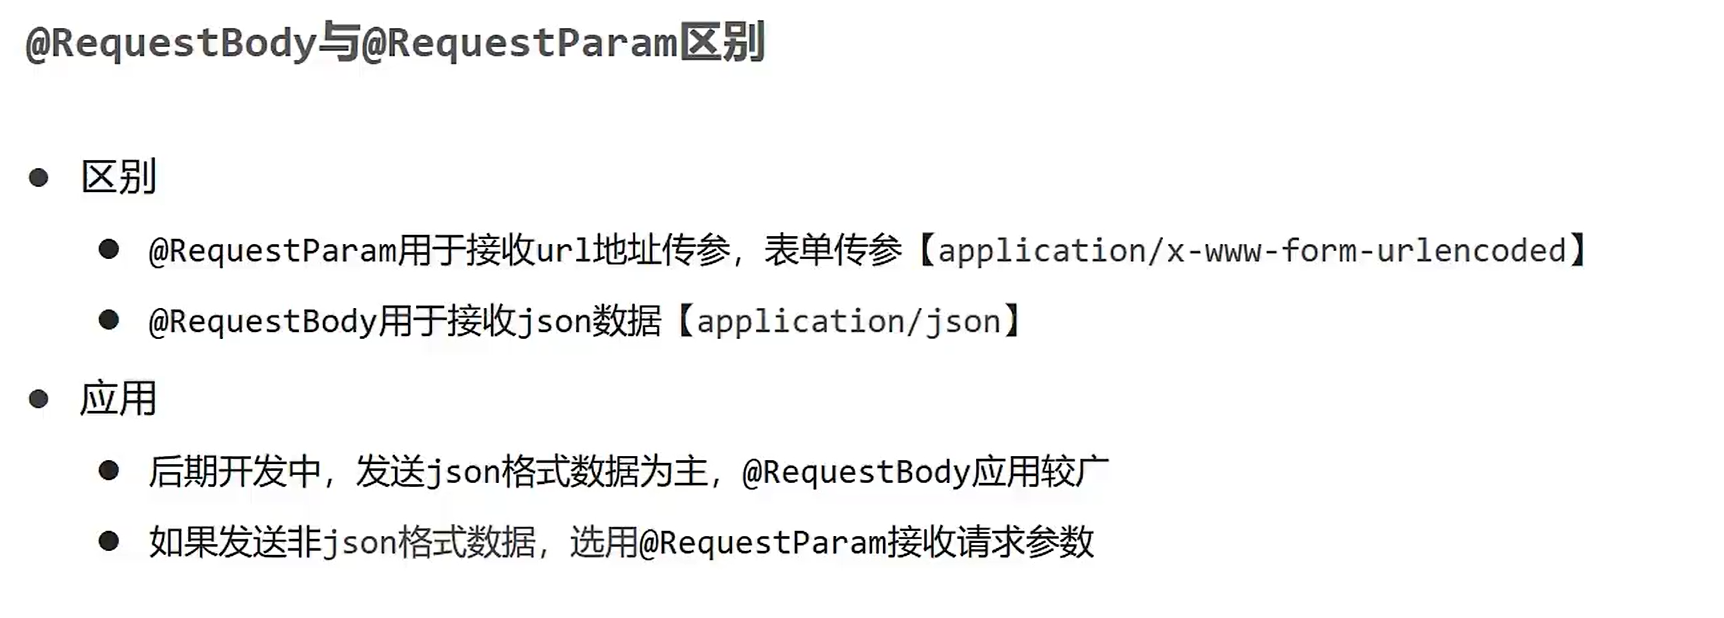 @RequestBody与@RequestParam区别
● 区别
● @RequestParam用于接收url地址传参，表单传参【application/x-www-form-urlencoded】
● @RequestBody用于接收json数据【application/json】
● 应用
● 后期开发中，发送json格式数据为主，@RequestBody应用较广
● 如果发送非json格式数据，选用@RequestParam接收请求参数